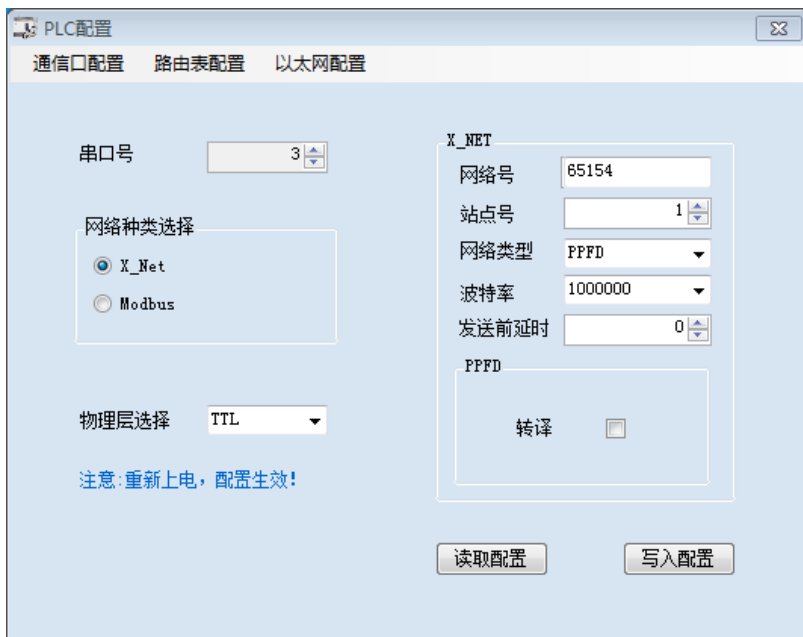 PLC配置
通信口配置 路由表配置 以太网配置
串口号 3
网络种类选择
X_Net
Modbus
物理层选择 TTL
注意:重新上电，配置生效!
X_NET
网络号 65154
站点号 1
网络类型 PPFD
波特率 1000000
发送前延时 0
PPFD
转译
读取配置 写入配置